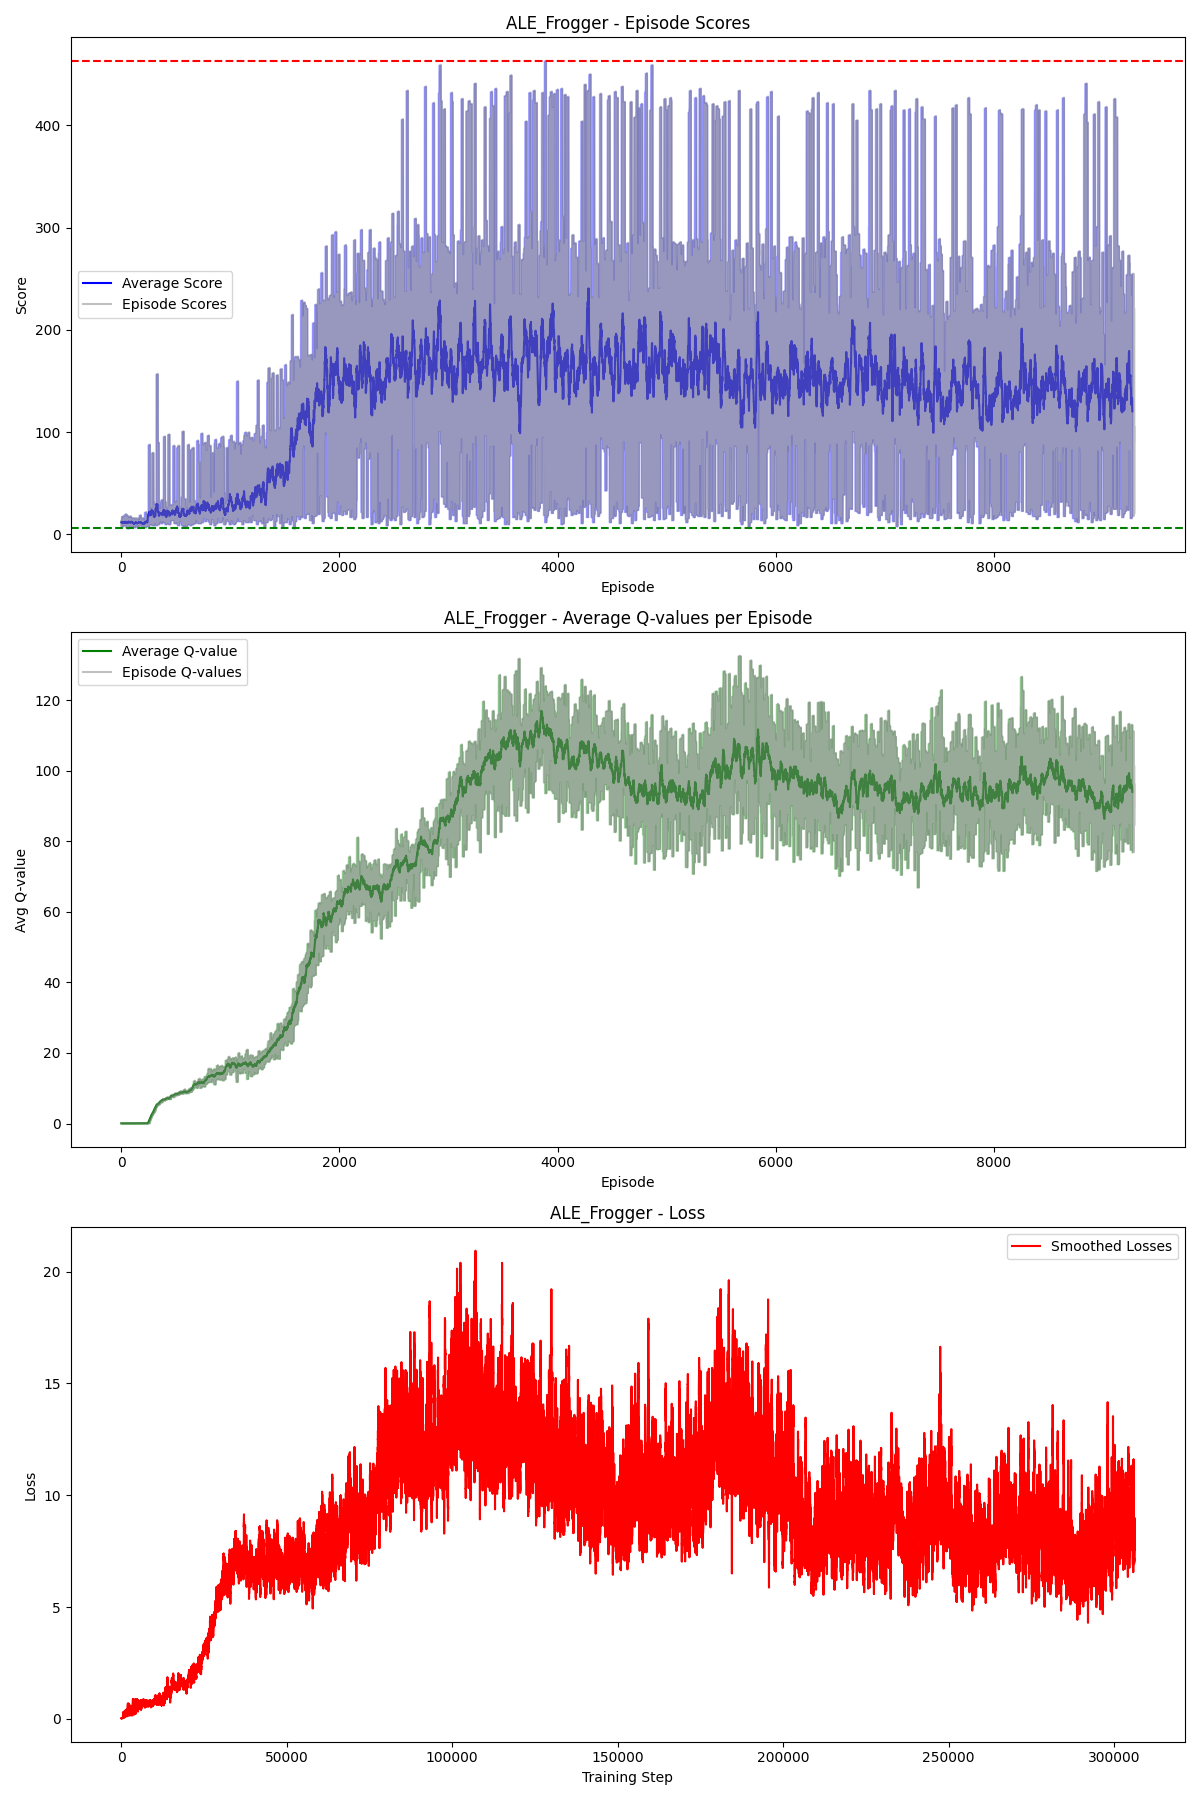 ALE_Frogger - Episode Scores
400
300
200
100
0
Score
Average Score
Episode Scores
0 2000 4000 6000 8000
Episode
ALE_Frogger - Average Q-values per Episode
Average Q-value
Episode Q-values
120
100
80
60
40
20
0
Avg Q-value
0 2000 4000 6000 8000
Episode
ALE_Frogger - Loss
Smoothed Losses
20
15
10
5
0
Loss
0 50000 100000 150000 200000 250000 300000
Training Step